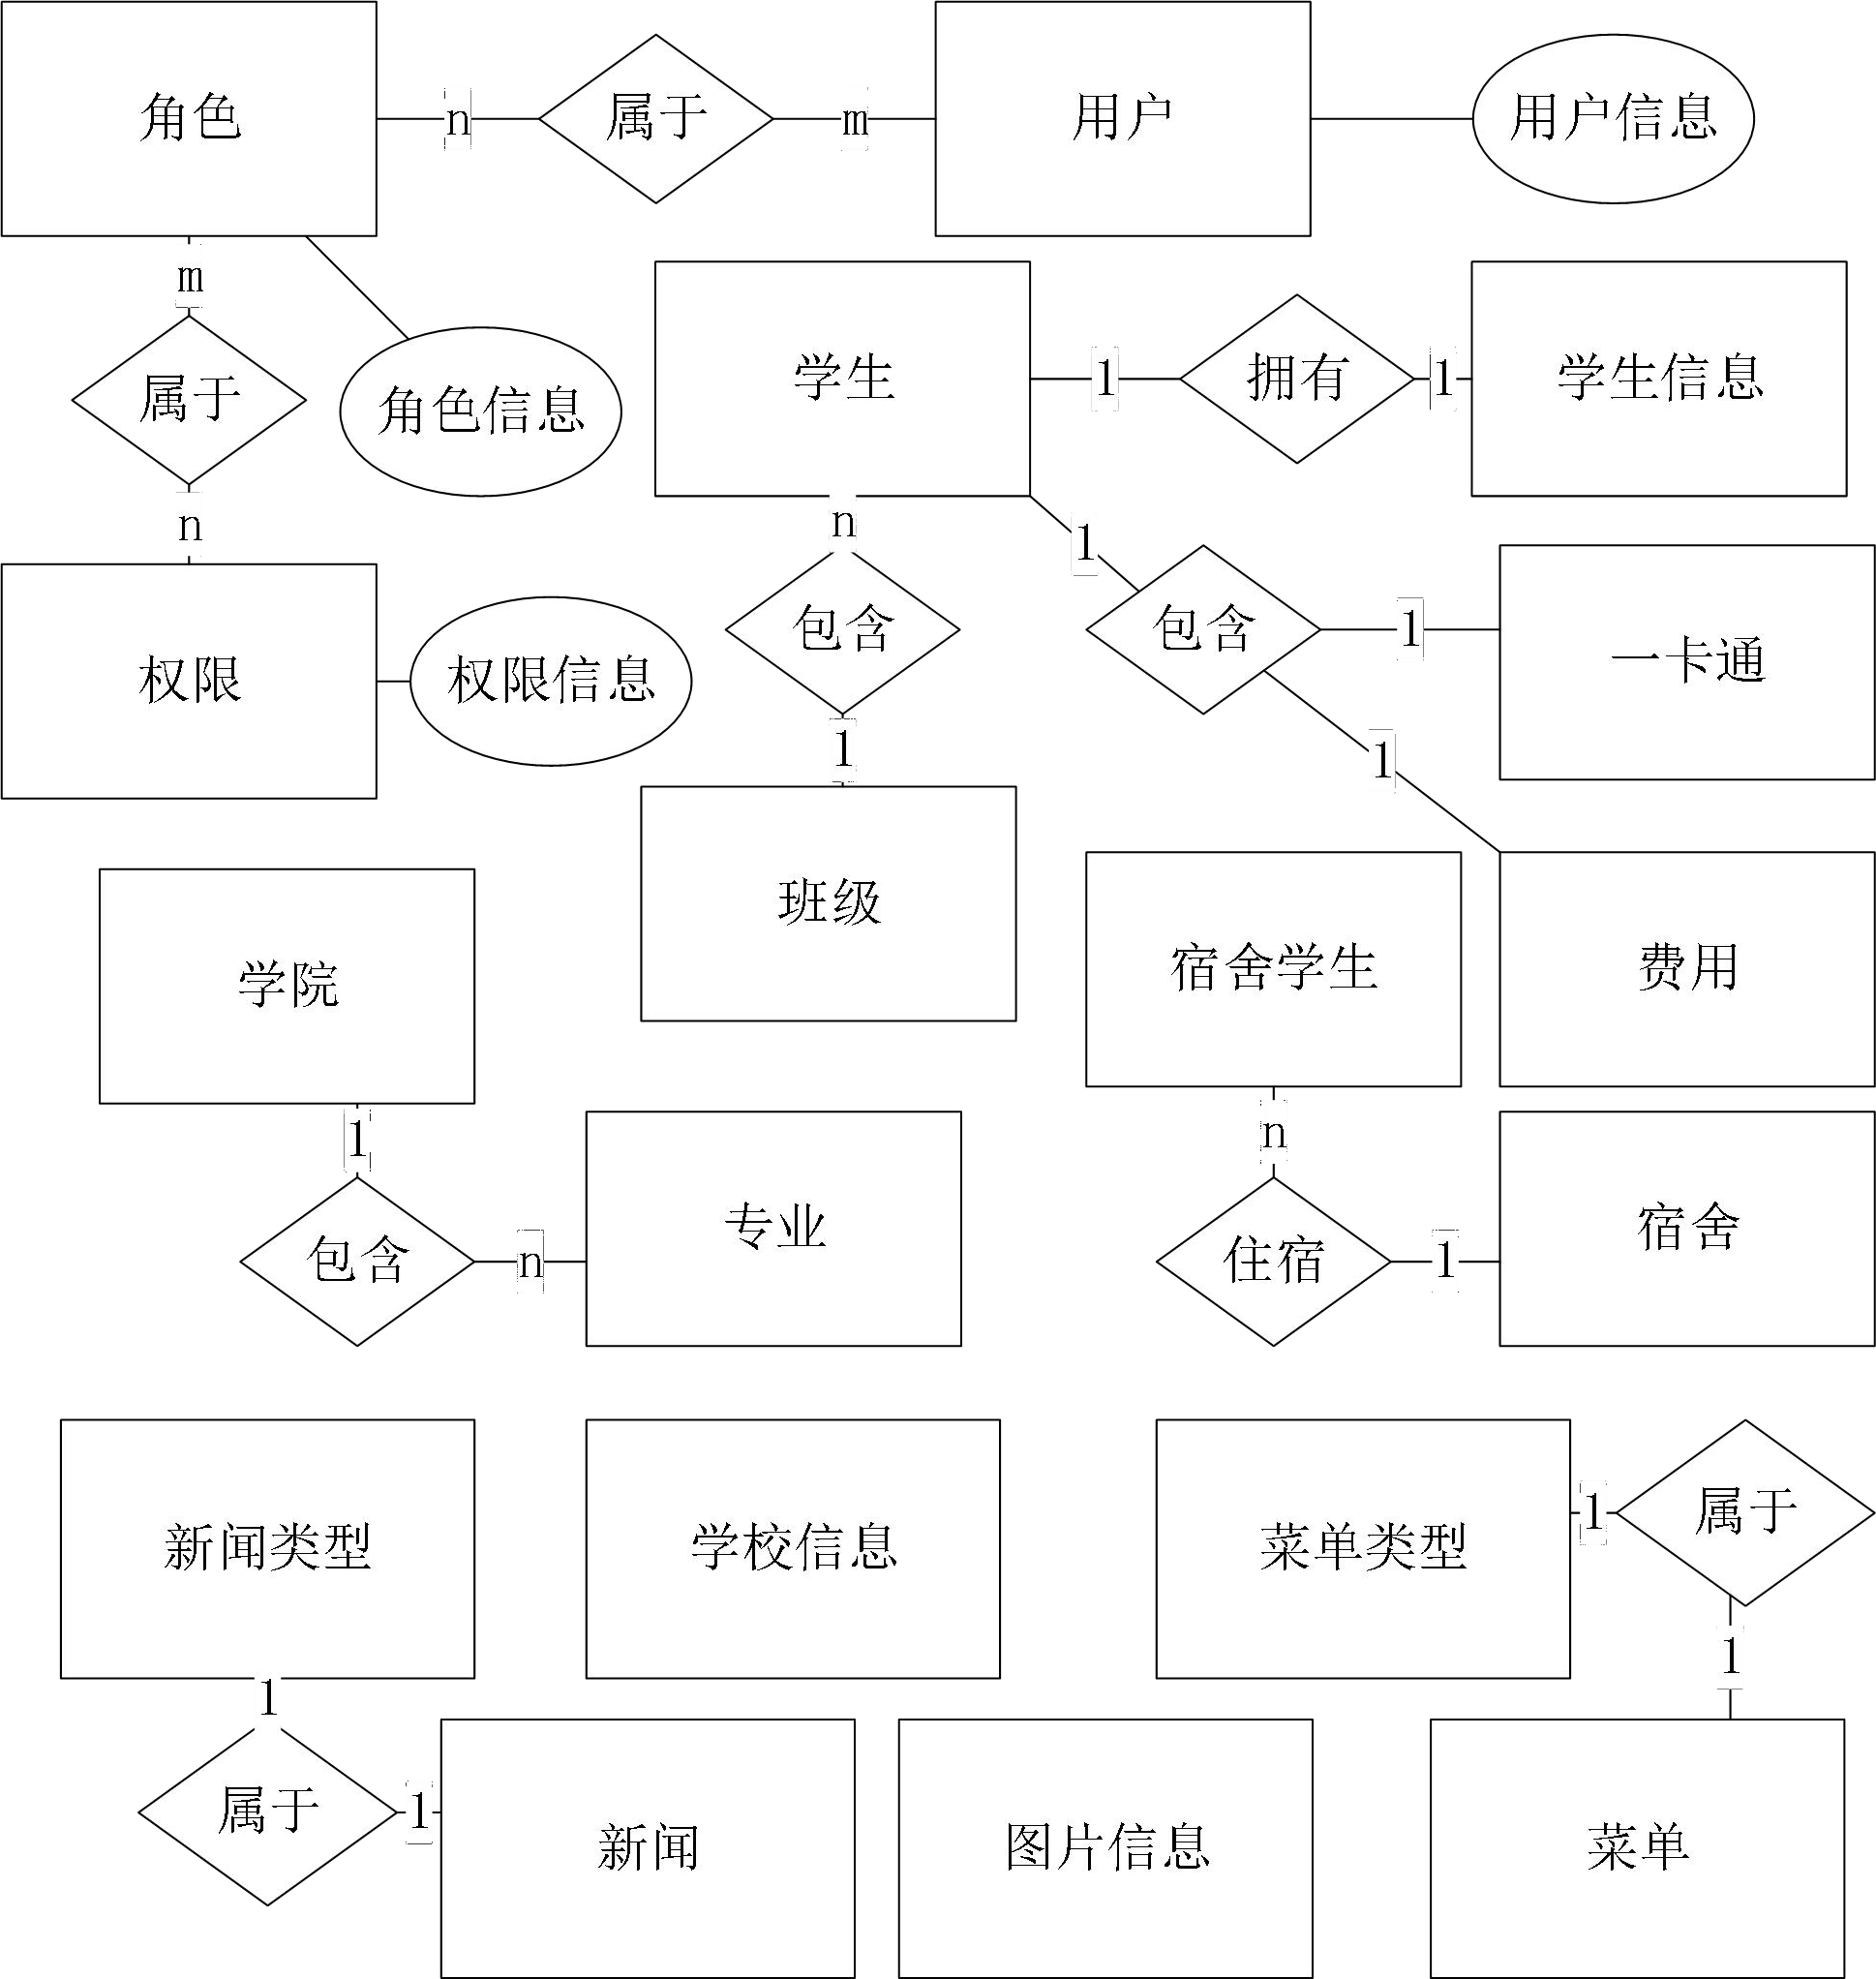 角色
n
属于
m
用户
用户信息
m
属于
n
角色信息
学生
1
拥有
1
学生信息
n
包含
1
1
包含
1
一卡通
1
权限
权限信息
班级
学院
宿舍学生
费用
1
包含
n
专业
n
住宿
1
宿舍
新闻类型
学校信息
菜单类型
1
属于
1
1
属于
1
新闻
图片信息
菜单